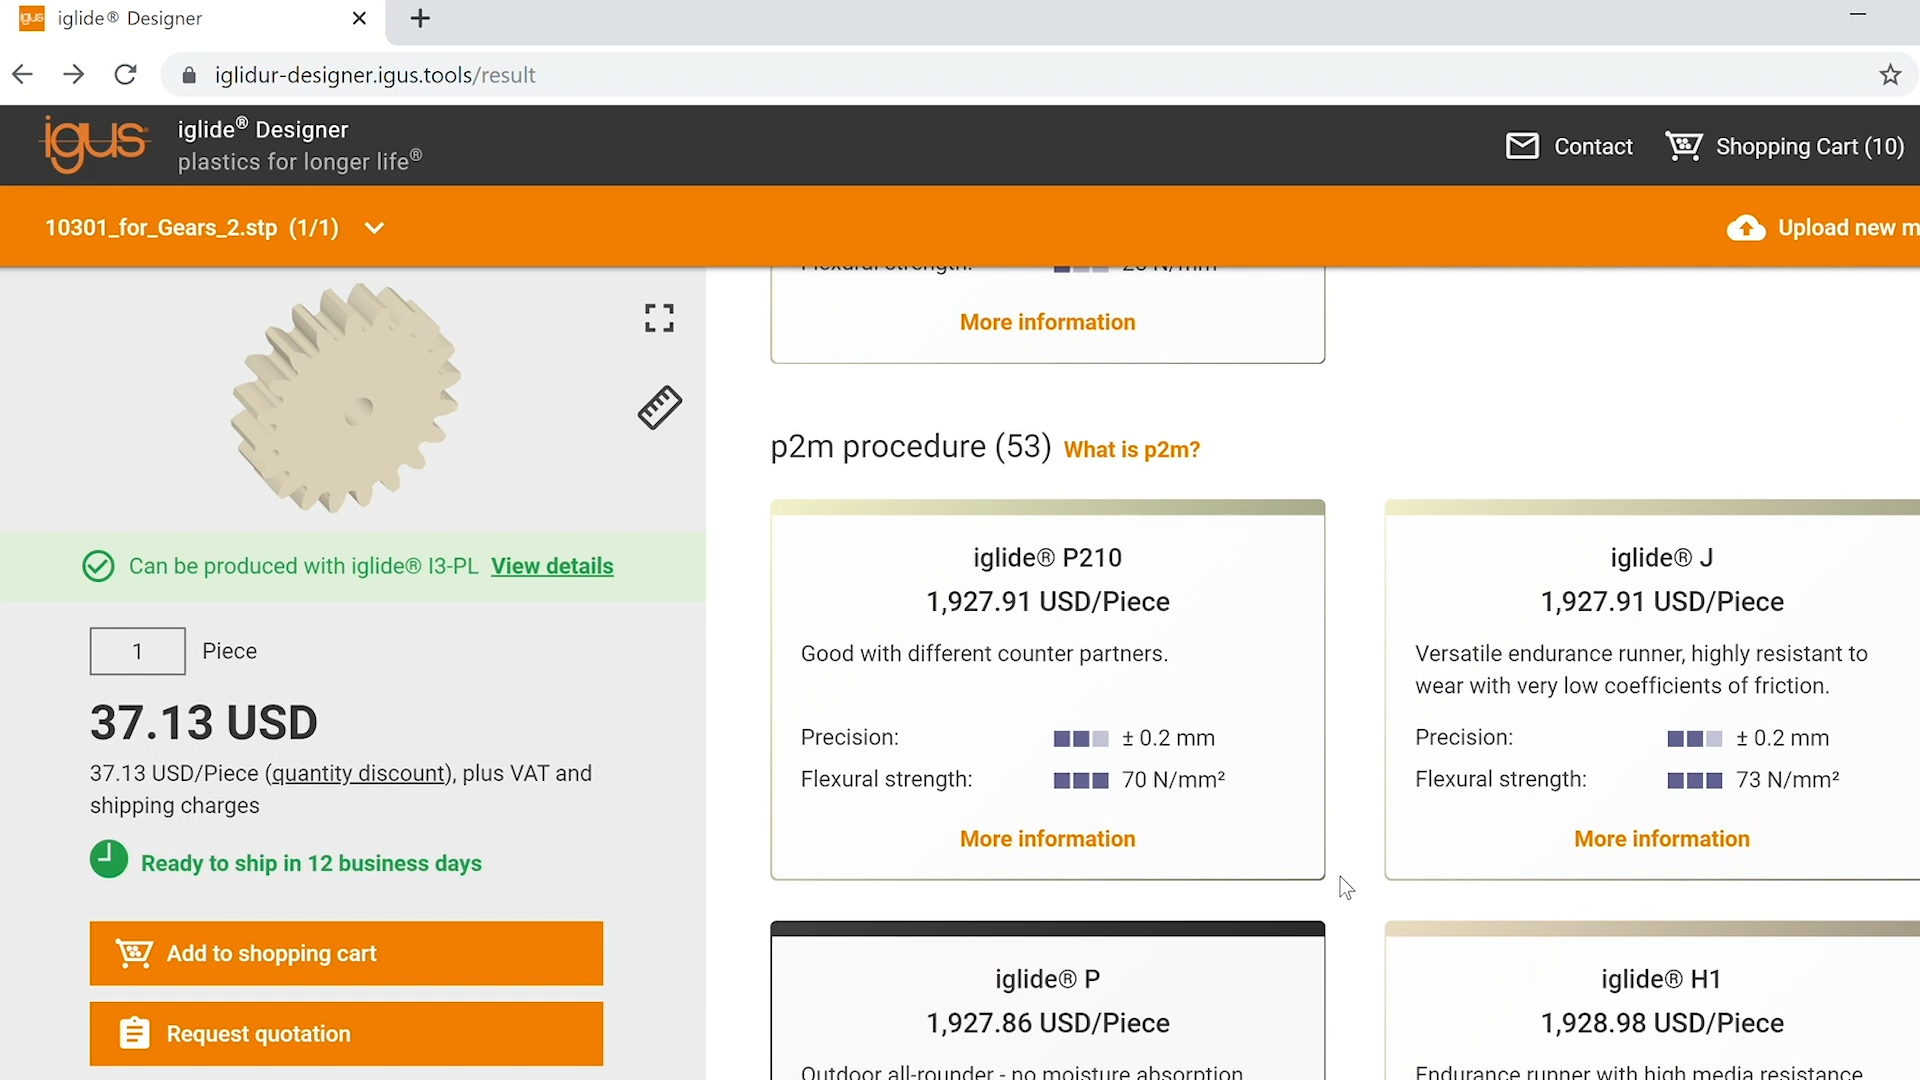 igus
iglide® Designer
iglidur-designer.igus.tools/result
igus®
iglide® Designer
plastics for longer life®
Contact
Shopping Cart (10)
10301_for_Gears_2.stp (1/1)
Upload new m
Flexural strength:
More information
p2m procedure (53) What is p2m?
Can be produced with iglide® I3-PL View details
1 Piece
37.13 USD
37.13 USD/Piece (quantity discount), plus VAT and
shipping charges
Ready to ship in 12 business days
Add to shopping cart
Request quotation
iglide® P210
1,927.91 USD/Piece
Good with different counter partners.
Precision: ± 0.2 mm
Flexural strength: 70 N/mm²
More information
iglide® J
1,927.91 USD/Piece
Versatile endurance runner, highly resistant to
wear with very low coefficients of friction.
Precision: ± 0.2 mm
Flexural strength: 73 N/mm²
More information
iglide® P
1,927.86 USD/Piece
Outdoor all-rounder - no moisture absorption
iglide® H1
1,928.98 USD/Piece
Endurance runner with high media resistance